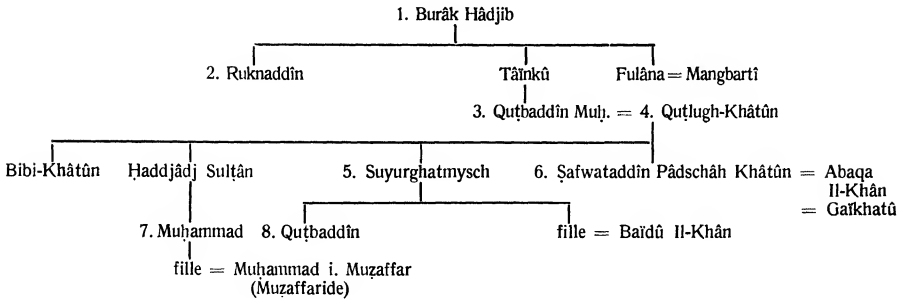 1. Burâk Hâdjib
2. Ruknaddîn Tâïnkû Fulâna = Mangbartî
3. Quṭbaddîn Muḥ. = 4. Quṭlugh-Khâtûn
Bibi-Khâtûn Ḥaddjâdj Sulṭân 5. Suyurghatmysch 6. Ṣafwataddîn Pâdschâh Khâtûn = Abaqa
Il-Khân
= Gaïkhatû
7. Muḥammad 8. Quṭbaddîn fille = Baïdû Il-Khân
fille = Muḥammad i. Muẓaffar
(Muẓaffaride)